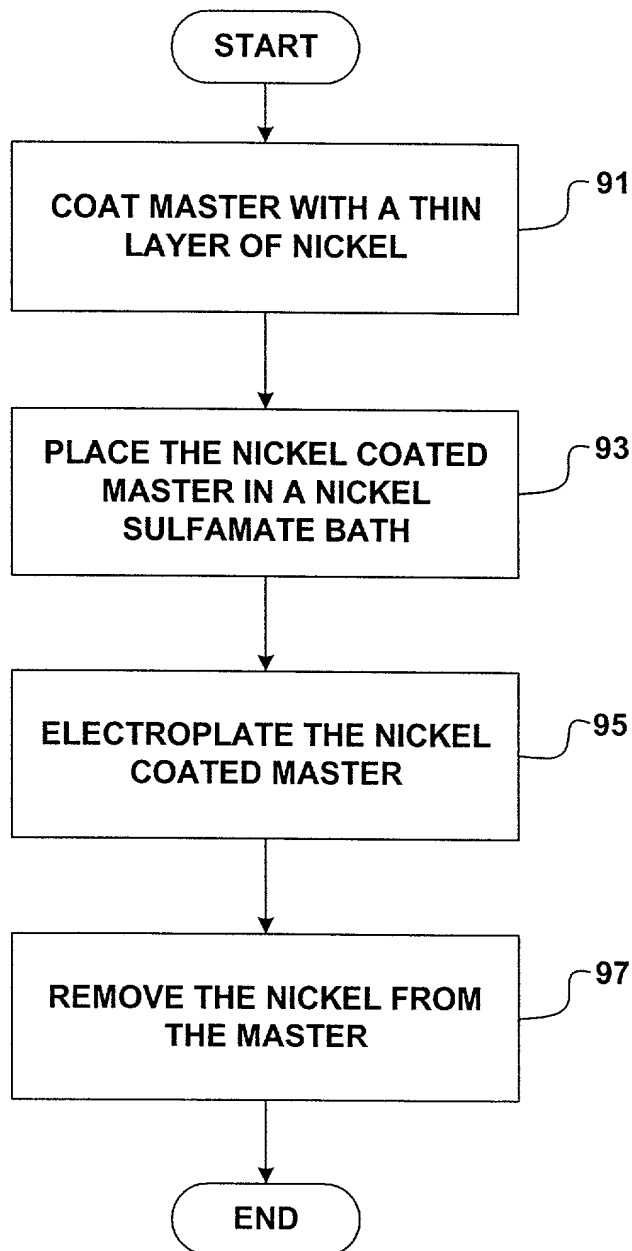 START
COAT MASTER WITH A THIN
LAYER OF NICKEL
91
PLACE THE NICKEL COATED
MASTER IN A NICKEL
SULFAMATE BATH
93
ELECTROPLATE THE NICKEL
COATED MASTER
95
REMOVE THE NICKEL FROM
THE MASTER
97
END